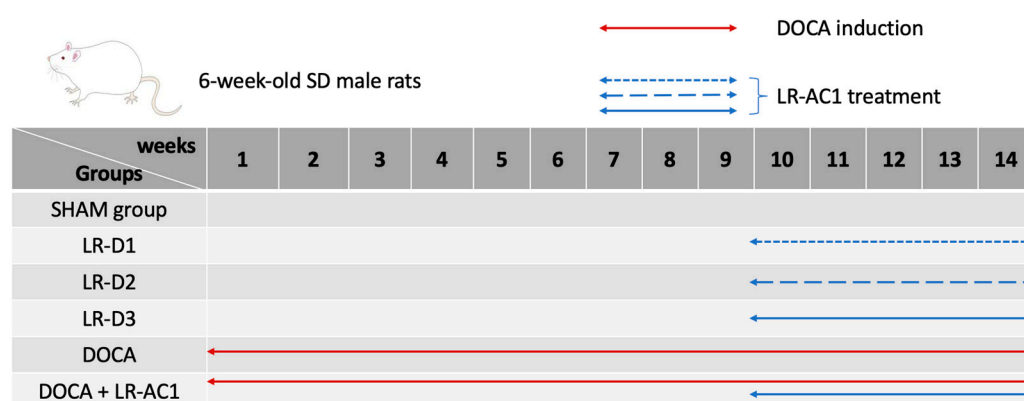 DOCA induction
6-week-old SD male rats
LR-AC1 treatment
weeks
Groups
1 2 3 4 5 6 7 8 9 10 11 12 13 14
SHAM group
LR-D1
LR-D2
LR-D3
DOCA
DOCA + LR-AC1